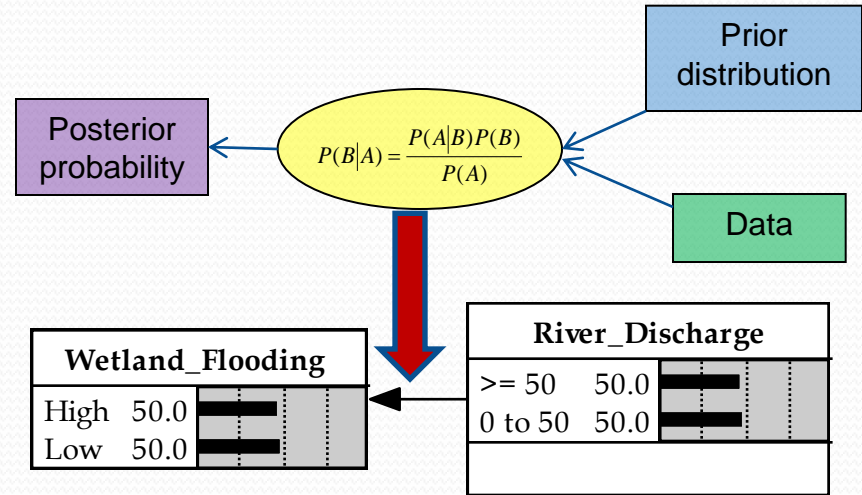 Prior
distribution
Posterior
probability
P(B|A) = P(A|B)P(B) / P(A)
Data
Wetland_Flooding
High 50.0
Low 50.0
River_Discharge
>= 50 50.0
0 to 50 50.0